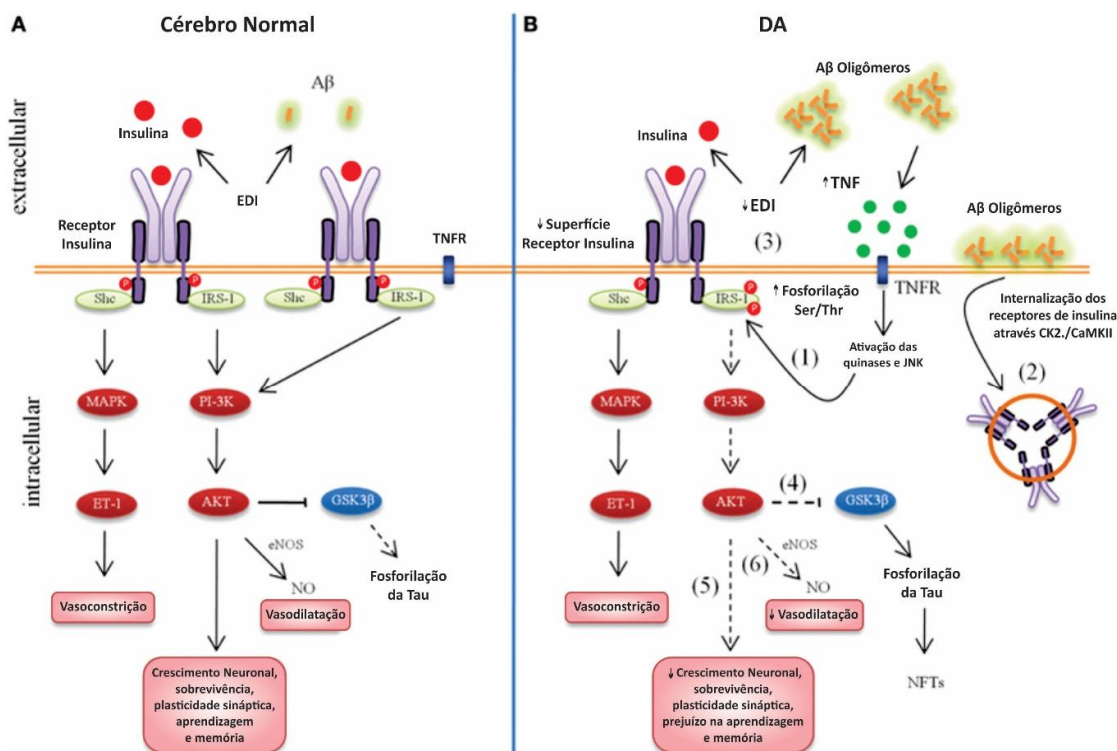 A
Cérebro Normal
extracellular
intracellular
Aβ
Insulina
EDI
Receptor
Insulina
TNFR
P
P
P
P
Shc
IRS-1
Shc
IRS-1
MAPK
PI-3K
ET-1
AKT
GSK3β
eNOS
NO
Fosforilação
da Tau
Vasoconstrição
Vasodilatação
Crescimento Neuronal,
sobrevivência,
plasticidade sináptica,
aprendizagem
e memória
B
DA
Aβ Oligômeros
Insulina
↑TNF
↓EDI
(3)
↓ Superfície
Receptor Insulina
Aβ Oligômeros
TNFR
P
P
P
Shc
IRS-1
↑ Fosforilação
Ser/Thr
(1)
Ativação das
quinases e JNK
Internalização dos
receptores de insulina
através CK2./CaMKII
(2)
MAPK
PI-3K
ET-1
AKT
(4)
GSK3β
eNOS
(5)
(6)
NO
Fosforilação
da Tau
Vasoconstrição
↓ Vasodilatação
↓ Crescimento Neuronal,
sobrevivência,
plasticidade sináptica,
prejuízo na aprendizagem
e memória
NFTs